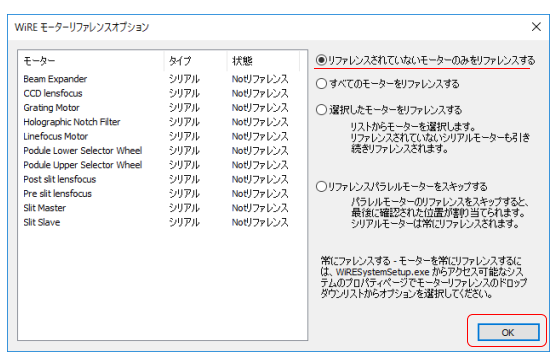 WiRE モーターリファレンスオプション
モーター タイプ 状態
Beam Expander シリアル Notリファレンス
CCD lensfocus シリアル Notリファレンス
Grating Motor シリアル Notリファレンス
Holographic Notch Filter シリアル Notリファレンス
Linefocus Motor シリアル Notリファレンス
Podule Lower Selector Wheel シリアル Notリファレンス
Podule Upper Selector Wheel シリアル Notリファレンス
Post slit lensfocus シリアル Notリファレンス
Pre slit lensfocus シリアル Notリファレンス
Slit Master シリアル Notリファレンス
Slit Slave シリアル Notリファレンス
リファレンスされていないモーターのみをリファレンスする
すべてのモーターをリファレンスする
選択したモーターをリファレンスする
リストからモーターを選択します。
リファレンスされていないシリアルモーターも引き
続きリファレンスされます。
リファレンスパラレルモーターをスキップする
パラレルモーターのリファレンスをスキップすると、
最後に確認された位置が割り当てられます。
シリアルモーターは常にリファレンスされます。
常にファレンスする - モーターを常にリファレンスするに
は、WiRESystemSetup.exe からアクセス可能なシス
テムのプロパティページでモーターリファレンスのドロップ
ダウンリストからオプションを選択してください。
OK